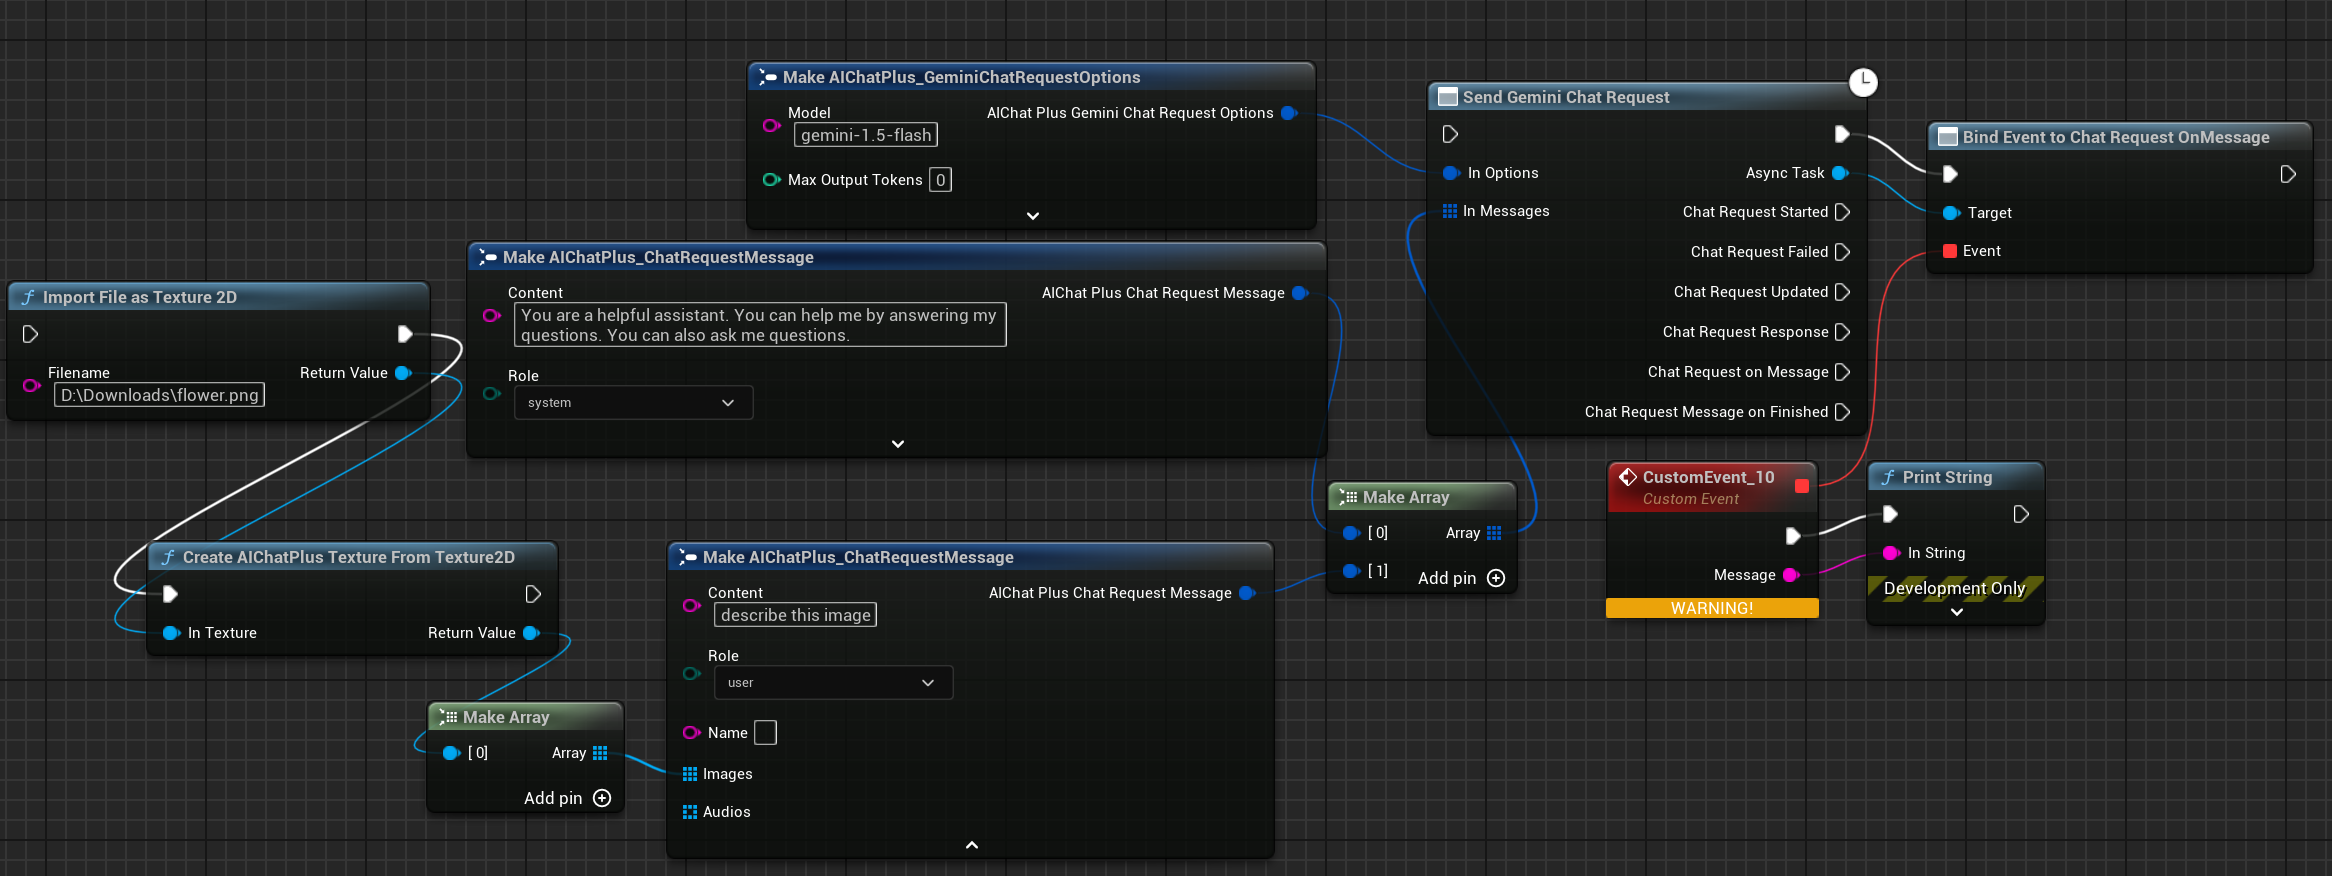 Make AIChatPlus_GeminiChatRequestOptions
Model
gemini-1.5-flash
AIChat Plus Gemini Chat Request Options
Max Output Tokens 0
Send Gemini Chat Request
In Options
In Messages
Async Task
Chat Request Started
Chat Request Failed
Chat Request Updated
Chat Request Response
Chat Request on Message
Chat Request Message on Finished
Bind Event to Chat Request OnMessage
Target
Event
Make AIChatPlus_ChatRequestMessage
Content
You are a helpful assistant. You can help me by answering my
questions. You can also ask me questions.
AIChat Plus Chat Request Message
Role
system
Import File as Texture 2D
Filename
D:\Downloads\flower.png
Return Value
Create AIChatPlus Texture From Texture2D
In Texture
Return Value
Make Array
[ 0]
Array
Add pin
Make AIChatPlus_ChatRequestMessage
Content
describe this image
AIChat Plus Chat Request Message
Role
user
Name
Images
Audios
Make Array
[ 0]
Array
[ 1]
Add pin
CustomEvent_10
Custom Event
Message
WARNING!
Print String
In String
Development Only